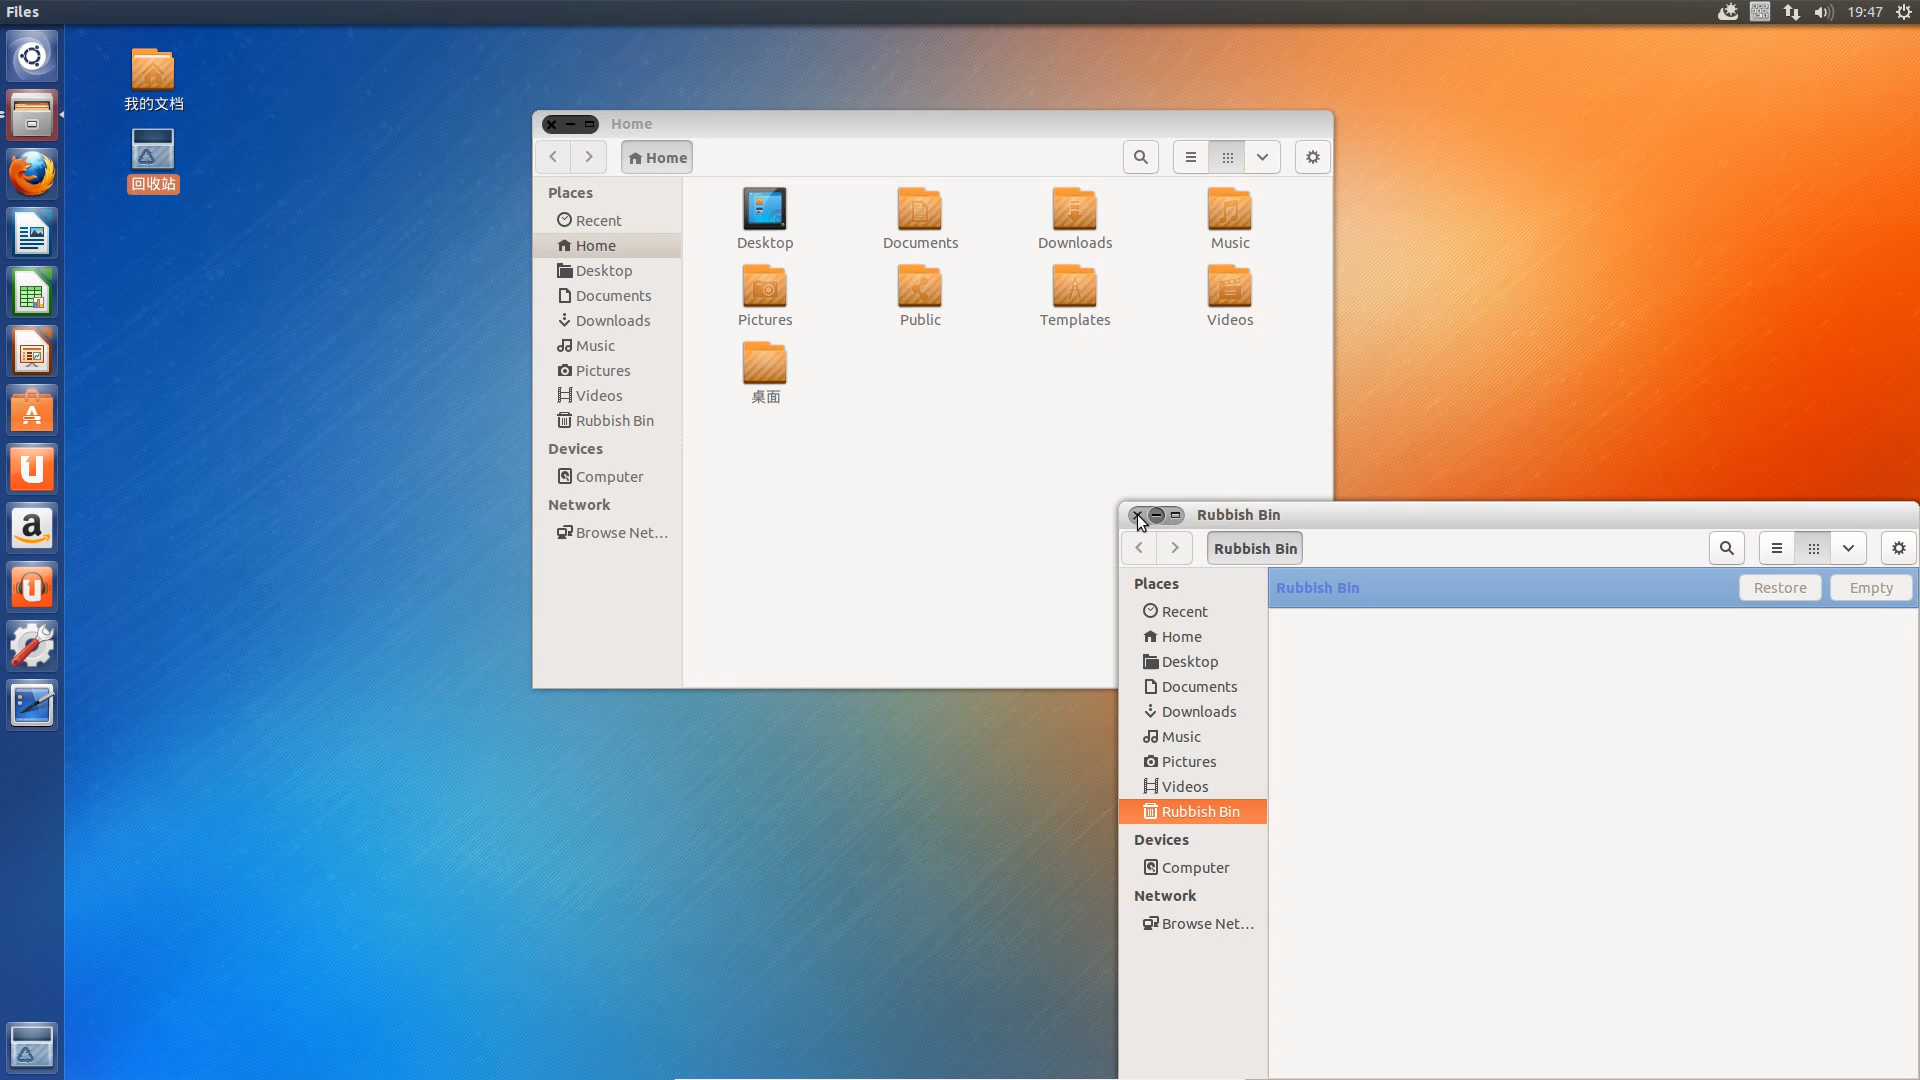 Files
19:47
我的文档
回收站
Home
Home
Places
Recent
Home
Desktop
Documents
Downloads
Music
Pictures
Videos
Rubbish Bin
Devices
Computer
Network
Browse Net...
Desktop
Documents
Downloads
Music
Pictures
Public
Templates
Videos
桌面
Rubbish Bin
Rubbish Bin
Places
Recent
Home
Desktop
Documents
Downloads
Music
Pictures
Videos
Rubbish Bin
Devices
Computer
Network
Browse Net...
Rubbish Bin
Restore
Empty